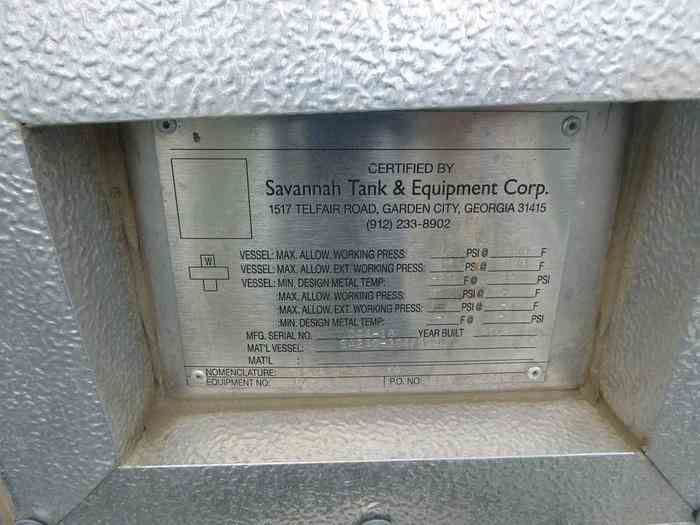 B
CERTIFIED BY
Savannah Tank & Equipment Corp.
1517 TELFAIR ROAD, GARDEN CITY, GEORGIA 31415
(912) 233-8902
W
VESSEL: MAX. ALLOW. WORKING PRESS: PSI @ F
VESSEL: MAX. ALLOW. EXT. WORKING PRESS: PSI @ F
VESSEL: MIN. DESIGN METAL TEMP: F @ PSI
: MAX. ALLOW. WORKING PRESS: PSI @ F
: MAX. ALLOW. EXT. WORKING PRESS: PSI @ F
: MIN. DESIGN METAL TEMP: F @ PSI
MFG. SERIAL NO. YEAR BUILT
MAT'L VESSEL:
MAT'L :
NOMENCLATURE:
EQUIPMENT NO: P.O. NO.